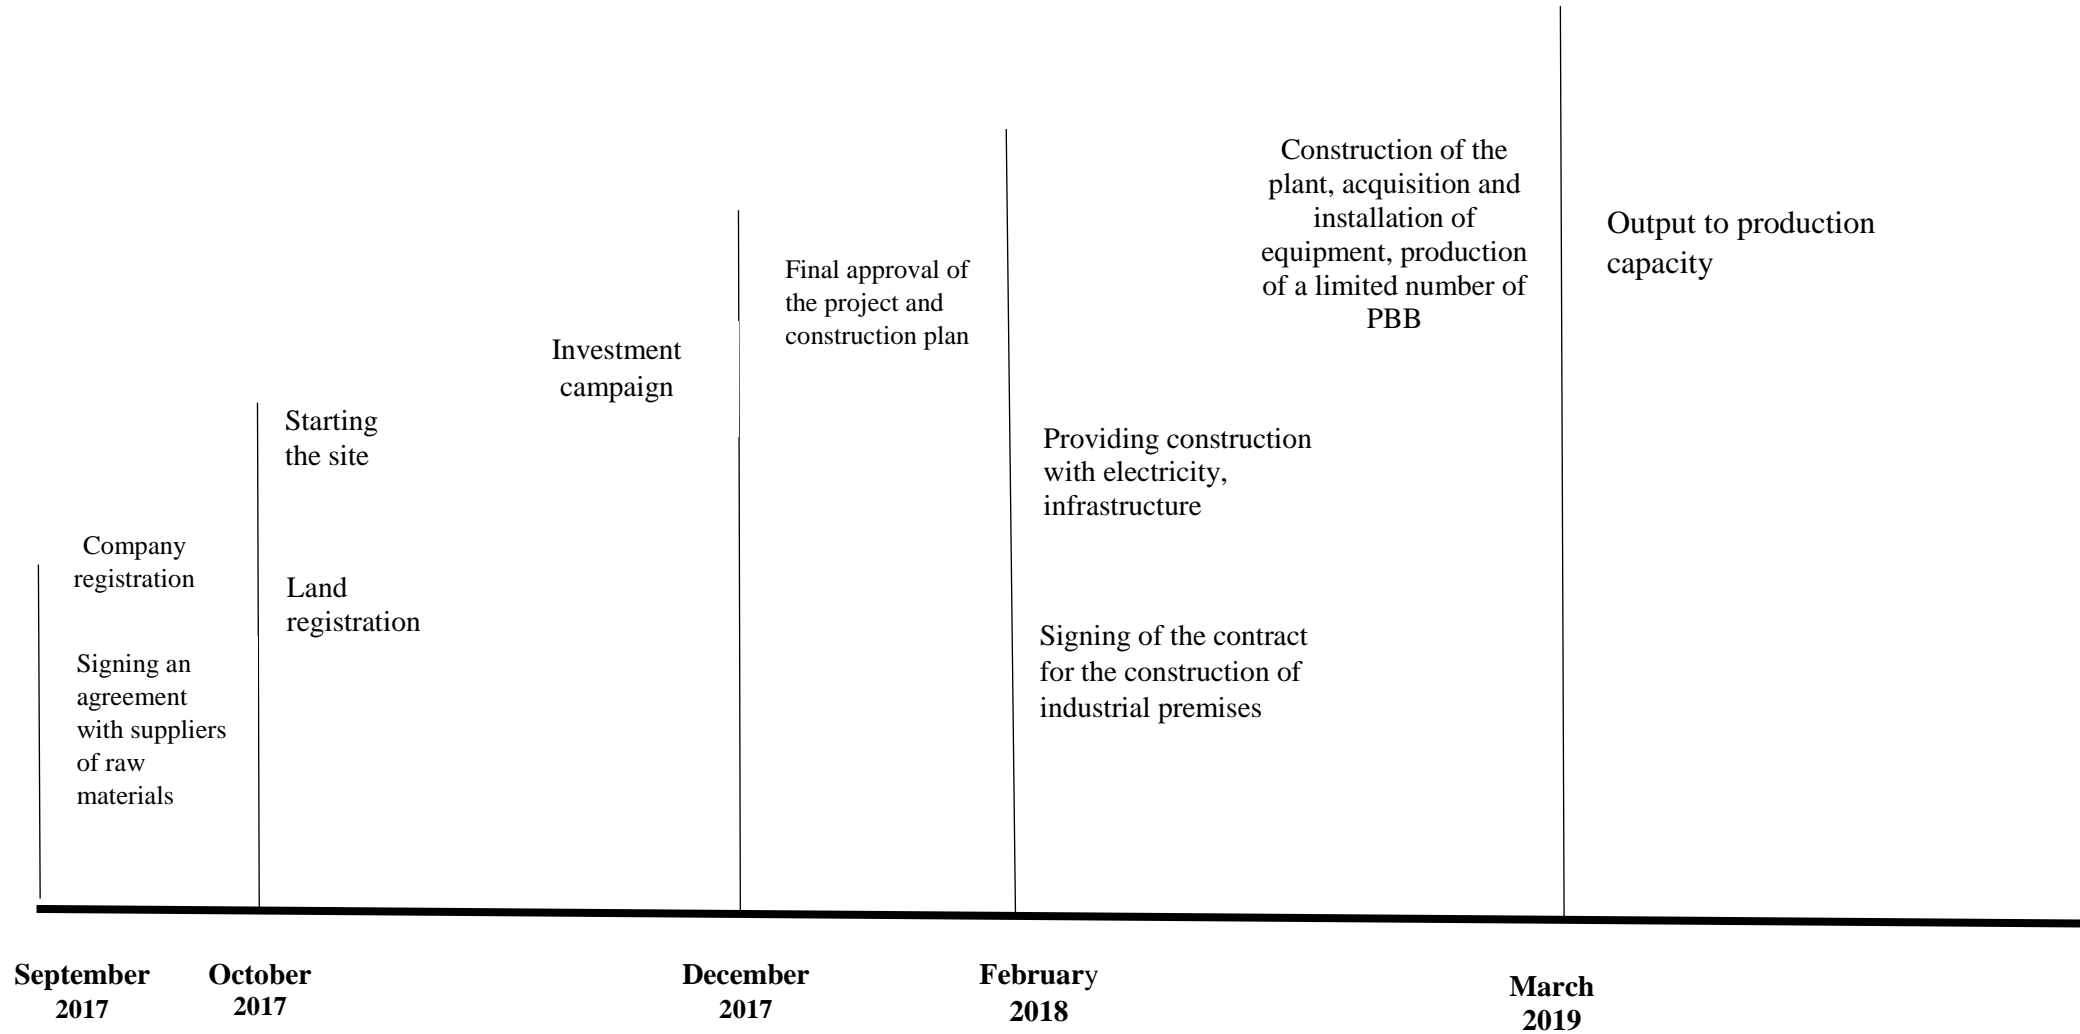 Company
registration
Signing an
agreement
with suppliers
of raw
materials
Starting
the site
Land
registration
Investment
campaign
Final approval of
the project and
construction plan
Providing construction
with electricity,
infrastructure
Signing of the contract
for the construction of
industrial premises
Construction of the
plant, acquisition and
installation of
equipment, production
of a limited number of
PBB
Output to production
capacity
September
2017
October
2017
December
2017
February
2018
March
2019